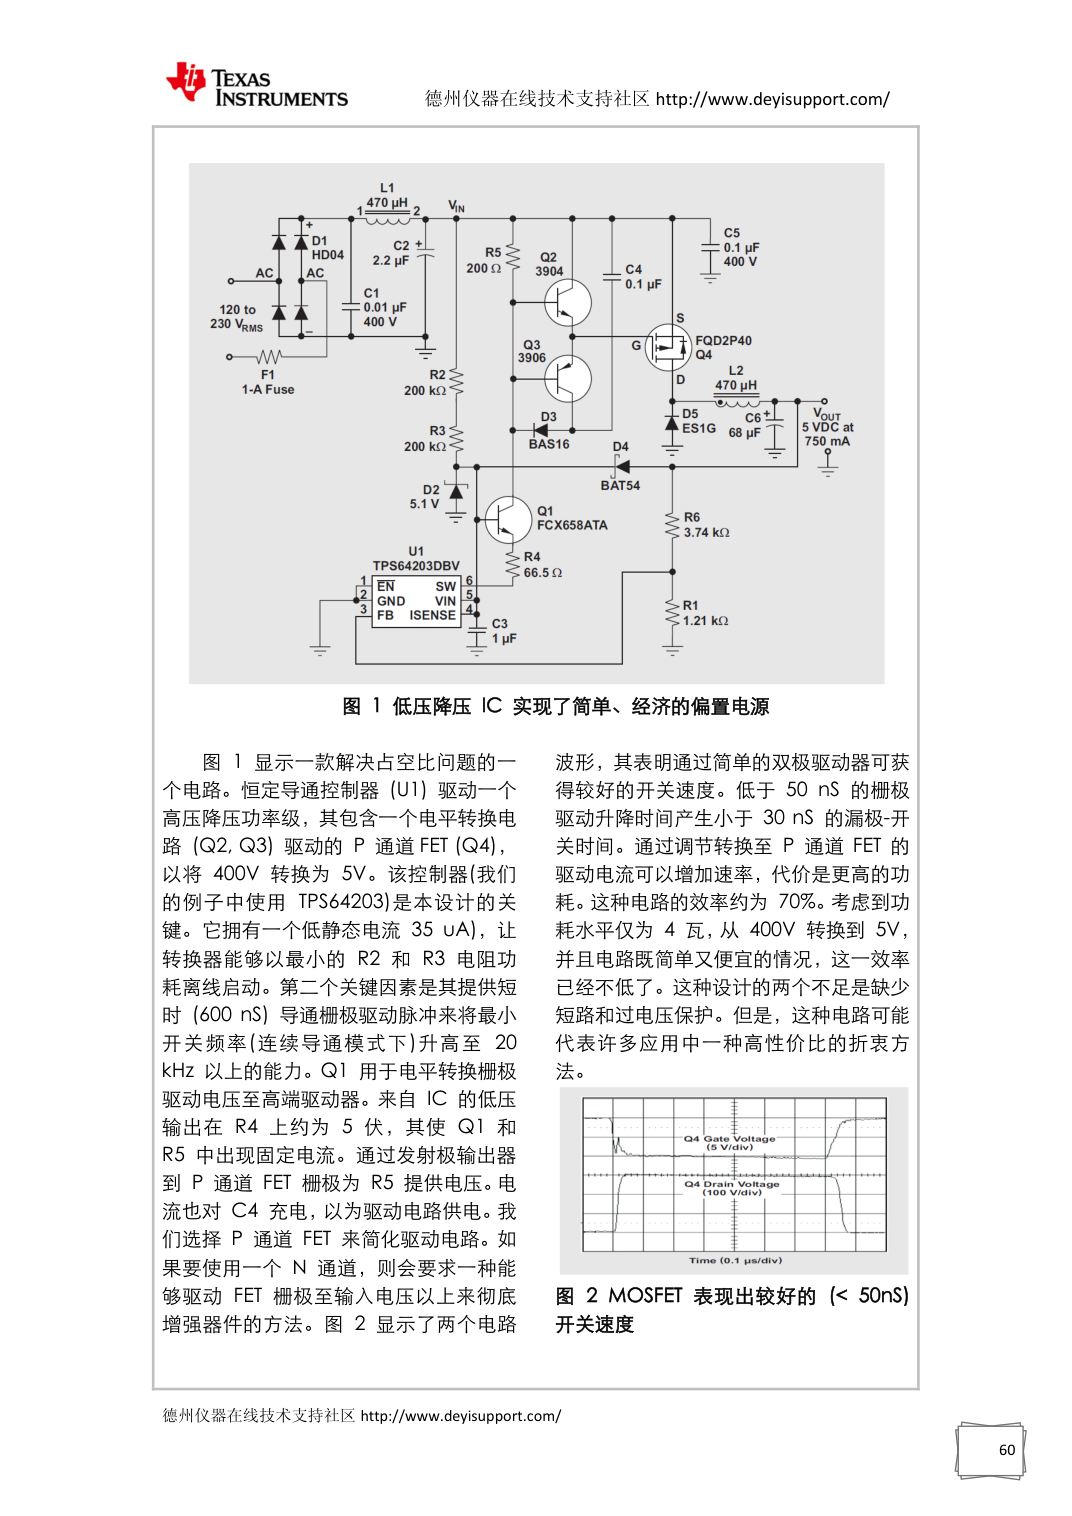 TEXAS
INSTRUMENTS
德州仪器在线技术支持社区 http://www.deyisupport.com/
L1
470 µH
1
2
VIN
+
D1
HD04
C2 +
2.2 µF
R5
200 Ω
Q2
3904
C4
0.1 µF
C5
0.1 µF
400 V
AC
AC
C1
0.01 µF
400 V
120 to
230 VRMS
–
F1
1-A Fuse
Q3
3906
S
G
FQD2P40
Q4
D
L2
470 µH
R2
200 kΩ
R3
200 kΩ
D3
BAS16
D4
BAT54
D5
ES1G
C6 +
68 µF
VOUT
5 VDC at
750 mA
D2
5.1 V
Q1
FCX658ATA
R6
3.74 kΩ
U1
TPS64203DBV
R4
66.5 Ω
1 EN SW 6
2 GND VIN 5
3 FB ISENSE 4
C3
1 µF
R1
1.21 kΩ
图 1 低压降压 IC 实现了简单、经济的偏置电源
图 1 显示一款解决占空比问题的一
个电路。恒定导通控制器 (U1) 驱动一个
高压降压功率级，其包含一个电平转换电
路 (Q2, Q3) 驱动的 P 通道 FET (Q4)，
以将 400V 转换为 5V。该控制器(我们
的例子中使用 TPS64203)是本设计的关
键。它拥有一个低静态电流 35 uA)，让
转换器能够以最小的 R2 和 R3 电阻功
耗离线启动。第二个关键因素是其提供短
时 (600 nS) 导通栅极驱动脉冲来将最小
开关频率(连续导通模式下)升高至 20
kHz 以上的能力。Q1 用于电平转换栅极
驱动电压至高端驱动器。来自 IC 的低压
输出在 R4 上约为 5 伏，其使 Q1 和
R5 中出现固定电流。通过发射极输出器
到 P 通道 FET 栅极为 R5 提供电压。电
流也对 C4 充电，以为驱动电路供电。我
们选择 P 通道 FET 来简化驱动电路。如
果要使用一个 N 通道，则会要求一种能
够驱动 FET 栅极至输入电压以上来彻底
增强器件的方法。图 2 显示了两个电路
波形，其表明通过简单的双极驱动器可获
得较好的开关速度。低于 50 nS 的栅极
驱动升降时间产生小于 30 nS 的漏极-开
关时间。通过调节转换至 P 通道 FET 的
驱动电流可以增加速率，代价是更高的功
耗。这种电路的效率约为 70%。考虑到功
耗水平仅为 4 瓦，从 400V 转换到 5V，
并且电路既简单又便宜的情况，这一效率
已经不低了。这种设计的两个不足是缺少
短路和过电压保护。但是，这种电路可能
代表许多应用中一种高性价比的折衷方
法。
Q4 Gate Voltage
(5 V/div)
Q4 Drain Voltage
(100 V/div)
Time (0.1 µs/div)
图 2 MOSFET 表现出较好的 (< 50nS)
开关速度
德州仪器在线技术支持社区 http://www.deyisupport.com/
60